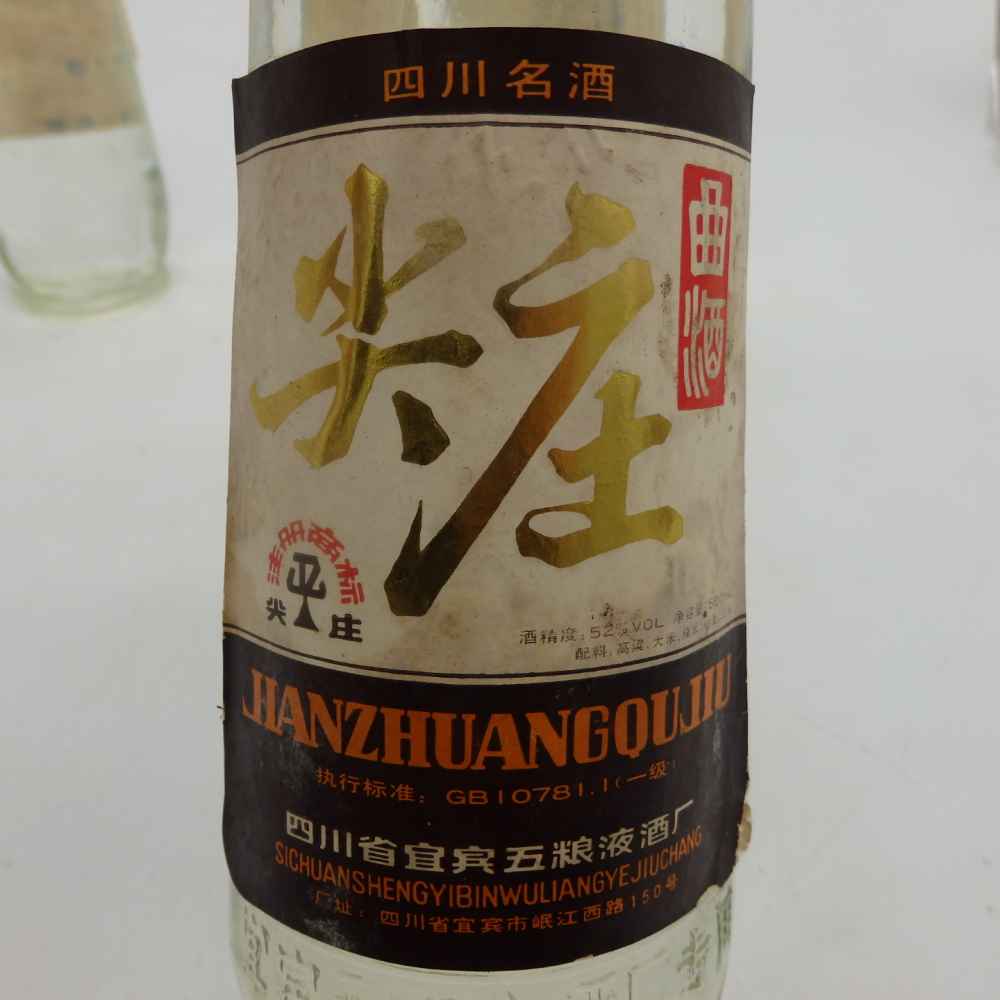 四川名酒
尖庄
曲酒
注册商标
尖庄
酒精度: 52%VOL 净容量:
配料: 高粱、大米、
JIANZHUANGQUJIU
执行标准: GB10781.1(一级)
四川省宜宾五粮液酒厂
SICHUANSHENGYIBINWULIANGYEJIUCHANG
厂址: 四川省宜宾市岷江西路150号